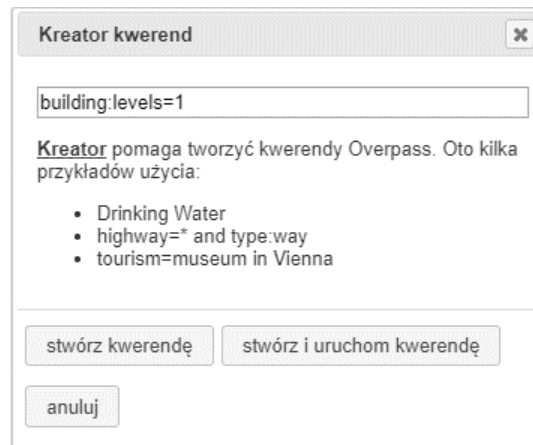 Kreator kwerend
building:levels=1
Kreator pomaga tworzyć kwerendy Overpass. Oto kilka
przykładów użycia:
• Drinking Water
• highway=* and type:way
• tourism=museum in Vienna
stwórz kwerendę stwórz i uruchom kwerendę
anuluj